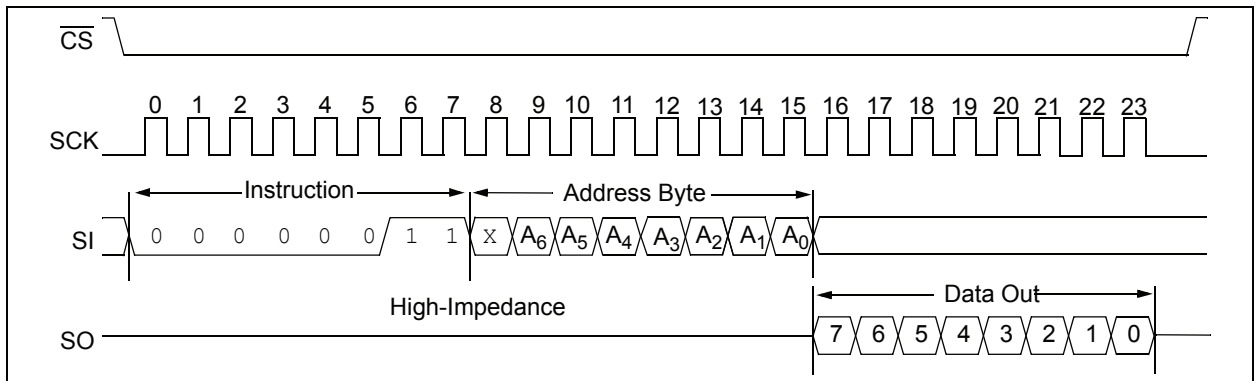 CS
0 1 2 3 4 5 6 7 8 9 10 11 12 13 14 15 16 17 18 19 20 21 22 23
SCK
Instruction Address Byte
SI 0 0 0 0 0 0 1 1 X A6 A5 A4 A3 A2 A1 A0
High-Impedance Data Out
SO 7 6 5 4 3 2 1 0